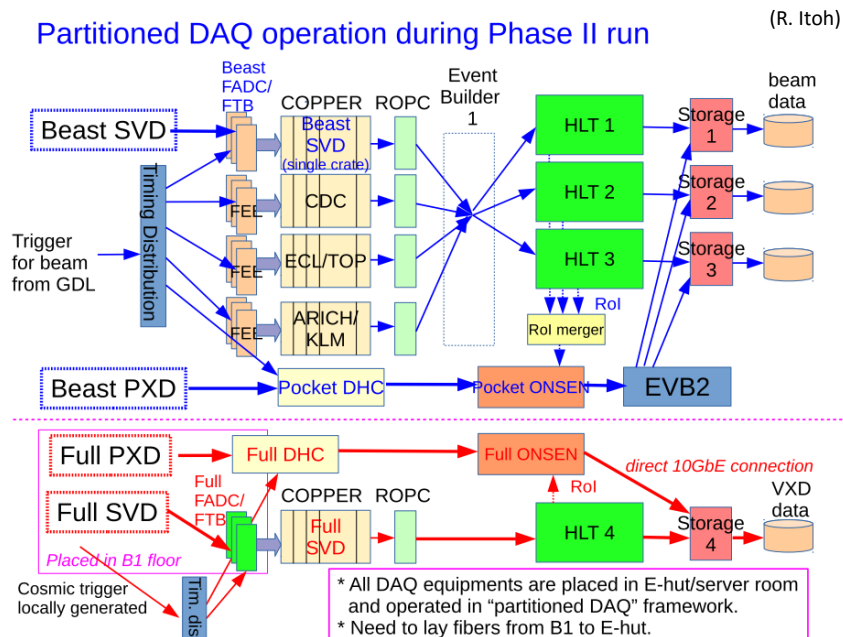 (R. Itoh)
Partitioned DAQ operation during Phase II run
Beast
FADC/
FTB
COPPER
ROPC
Event
Builder
1
beam
data
Beast SVD
Beast
SVD
(single crate)
HLT 1
Storage
1
Timing Distribution
FEE
CDC
HLT 2
Storage
2
Trigger
for beam
from GDL
FEE
ECL/TOP
HLT 3
Storage
3
FEE
ARICH/
KLM
RoI
RoI merger
Beast PXD
Pocket DHC
Pocket ONSEN
EVB2
Full PXD
Full DHC
Full ONSEN
direct 10GbE connection
Full
FADC/
FTB
COPPER
ROPC
RoI
VXD
data
Full SVD
Full
SVD
HLT 4
Storage
4
Placed in B1 floor
Cosmic trigger
locally generated
Tim. dis
* All DAQ equipments are placed in E-hut/server room
and operated in "partitioned DAQ" framework.
* Need to lay fibers from B1 to E-hut.